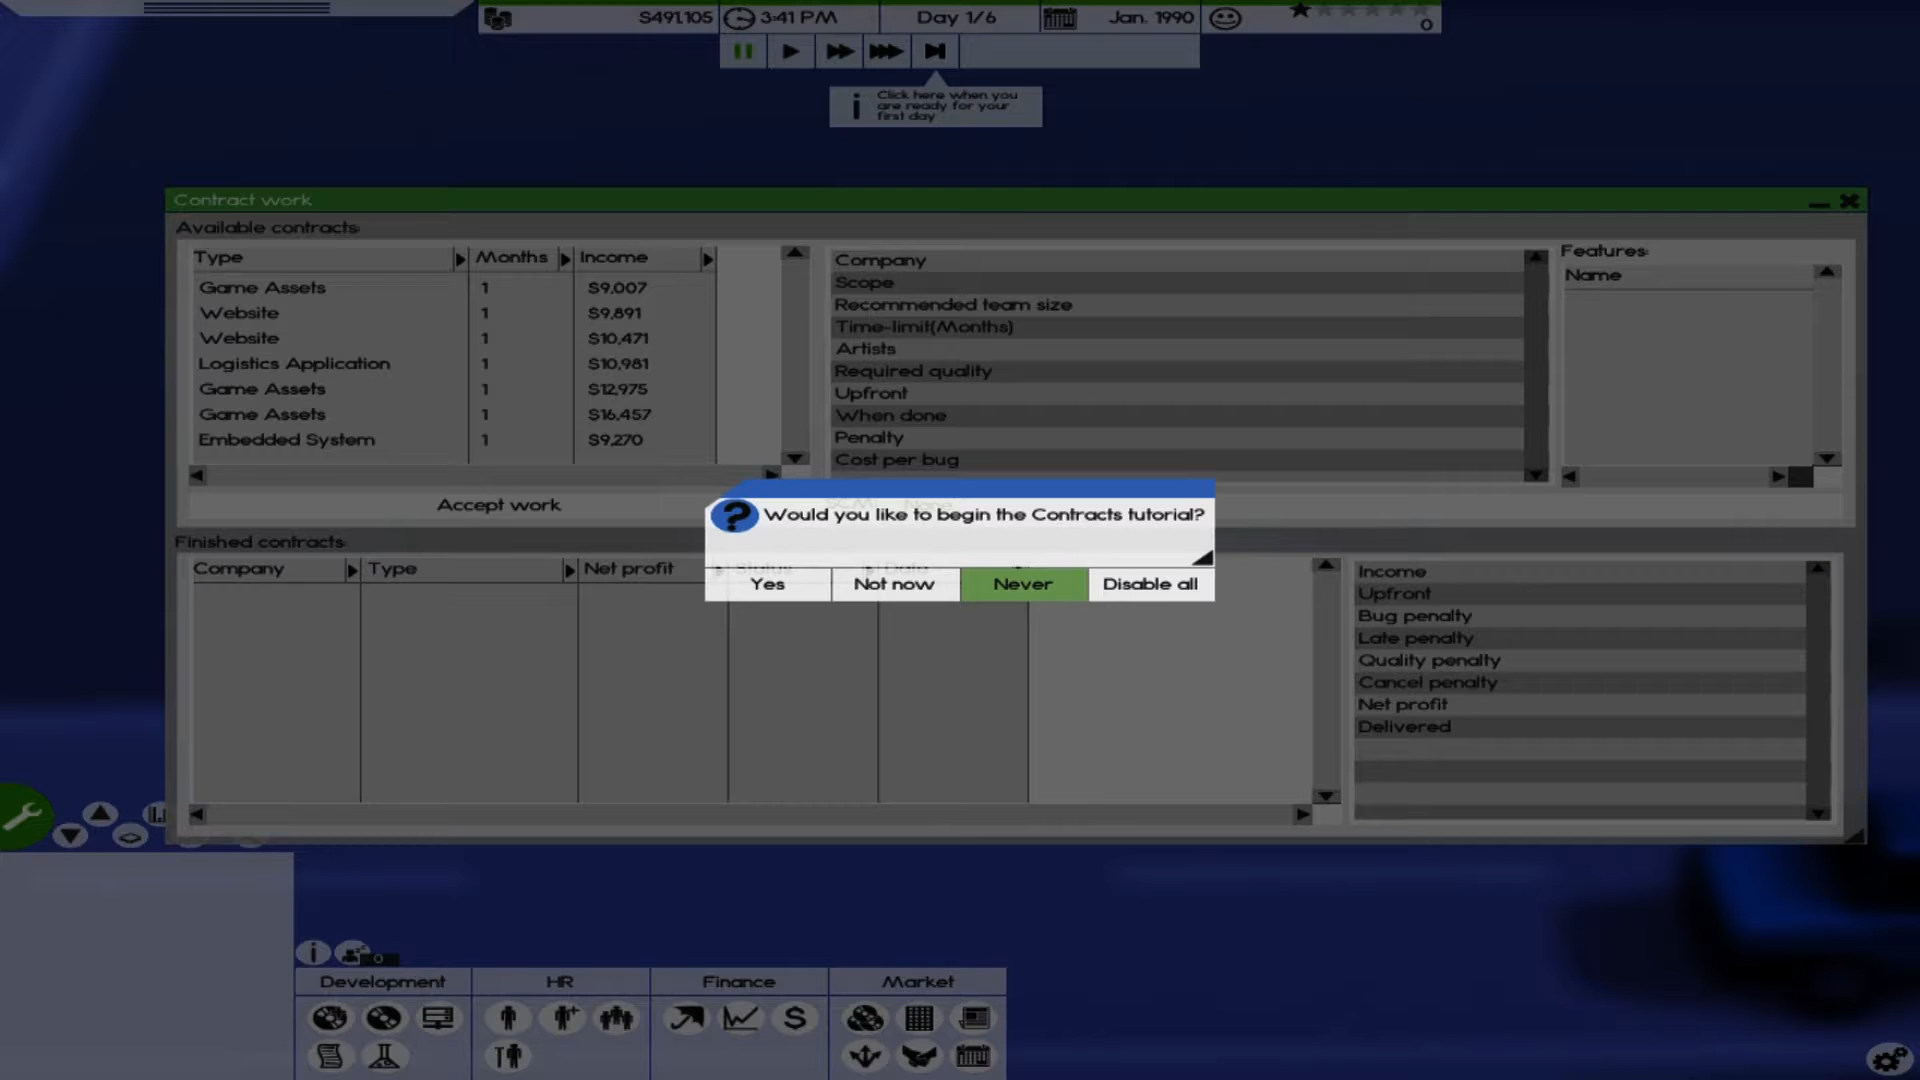 $491,105
3:41 PM
Day 1/6
Jan. 1990
0
Click here when you
are ready for your
first day
Contract work
Available contracts:
Type
Months
Income
Game Assets 1 $9,007
Website 1 $9,891
Website 1 $10,471
Logistics Application 1 $10,981
Game Assets 1 $12,975
Game Assets 1 $16,457
Embedded System 1 $9,270
Company
Scope
Recommended team size
Time-limit(Months)
Artists
Required quality
Upfront
When done
Penalty
Cost per bug
Features:
Name
Accept work
SCM: None
Would you like to begin the Contracts tutorial?
Yes
Not now
Never
Disable all
Finished contracts:
Company
Type
Net profit
Status
Date
Income
Upfront
Bug penalty
Late penalty
Quality penalty
Cancel penalty
Net profit
Delivered
0
Development
HR
Finance
Market